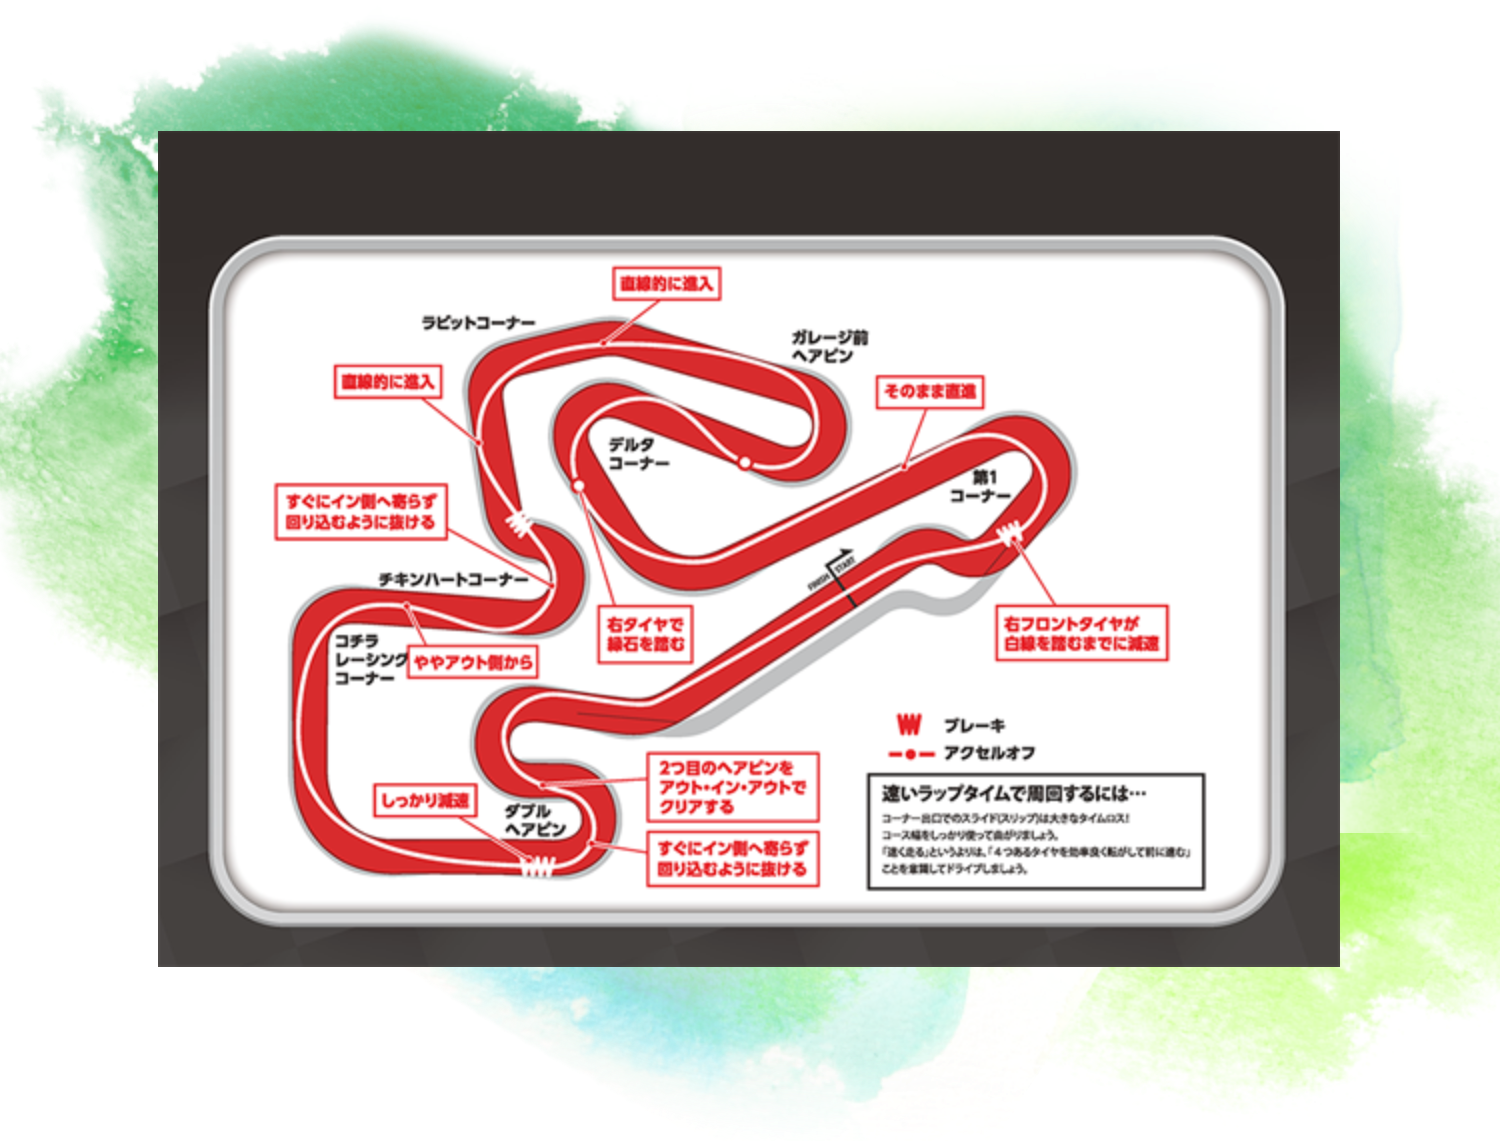 直線的に進入
ラビットコーナー
ガレージ前
ヘアピン
直線的に進入
そのまま直進
デルタ
コーナー
第1
コーナー
すぐにイン側へ寄らず
回り込むように抜ける
FINISH
START
チキンハートコーナー
右タイヤで
縁石を踏む
右フロントタイヤが
白線を踏むまでに減速
コチラ
レーシング
コーナー
ややアウト側から
ブレーキ
アクセルオフ
2つ目のヘアピンを
アウト・イン・アウトで
クリアする
しっかり減速
ダブル
ヘアピン
すぐにイン側へ寄らず
回り込むように抜ける
速いラップタイムで周回するには…
コーナー出口でのスライド(スリップ)は大きなタイムロス!
コース幅をしっかり使って曲がりましょう。
「速く走る」というよりは、「4つあるタイヤを効率良く転がして前に進む」
ことを意識してドライブしましょう。